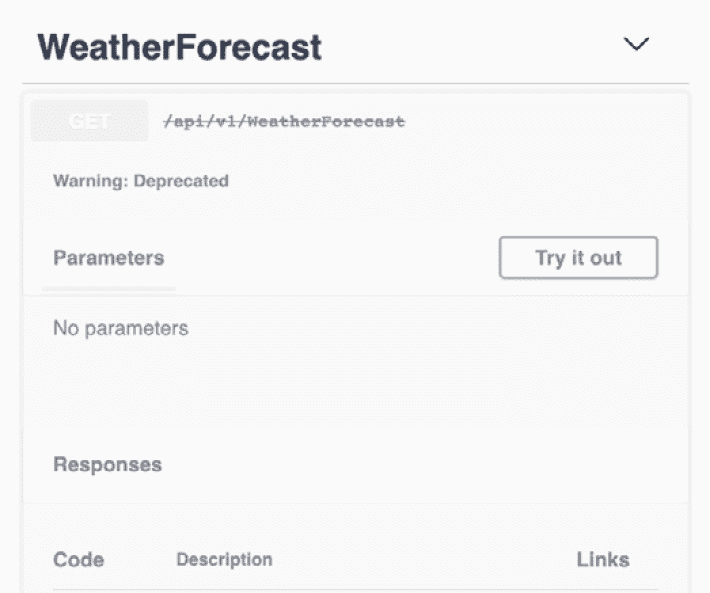 WeatherForecast
GET /api/v1/WeatherForecast
Warning: Deprecated
Parameters Try it out
No parameters
Responses
Code Description Links